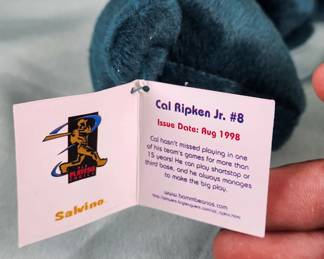 Cal Ripken Jr. #8
Issue Date: Aug 1998
Cal hasn't missed playing in one
of his team's games for more than
15 years! He can play shortstop or
third base, and he always manages
to make the big play.
www.bammbeanos.com
PLAYERS
CHOICE
Salvino